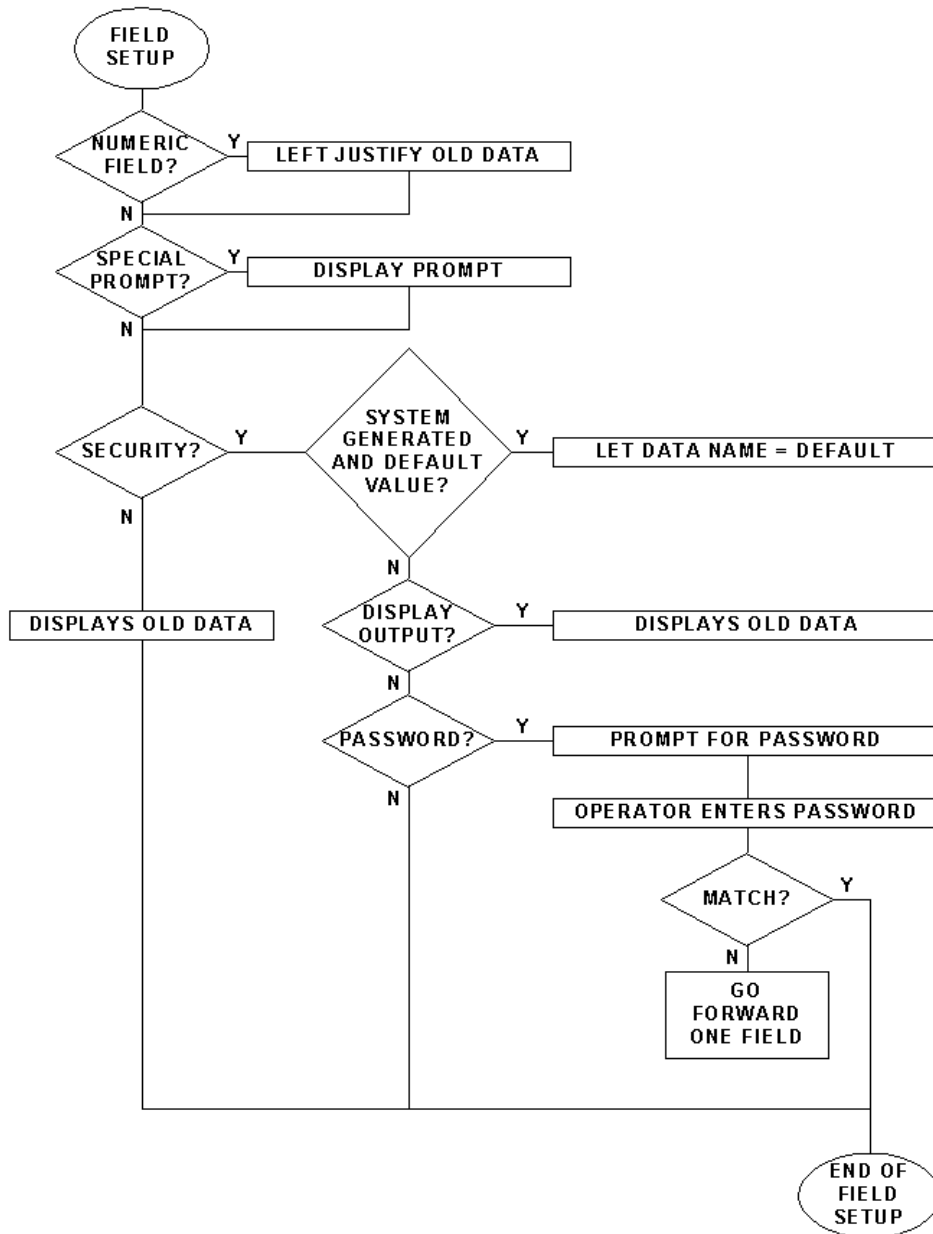 FIELD
SETUP
NUMERIC
FIELD?
Y
LEFT JUSTIFY OLD DATA
N
SPECIAL
PROMPT?
Y
DISPLAY PROMPT
N
SECURITY?
Y
SYSTEM
GENERATED
AND DEFAULT
VALUE?
Y
LET DATA NAME = DEFAULT
N
DISPLAYS OLD DATA
N
DISPLAY
OUTPUT?
Y
DISPLAYS OLD DATA
N
PASSWORD?
Y
PROMPT FOR PASSWORD
N
OPERATOR ENTERS PASSWORD
MATCH?
Y
N
GO
FORWARD
ONE FIELD
END OF
FIELD
SETUP